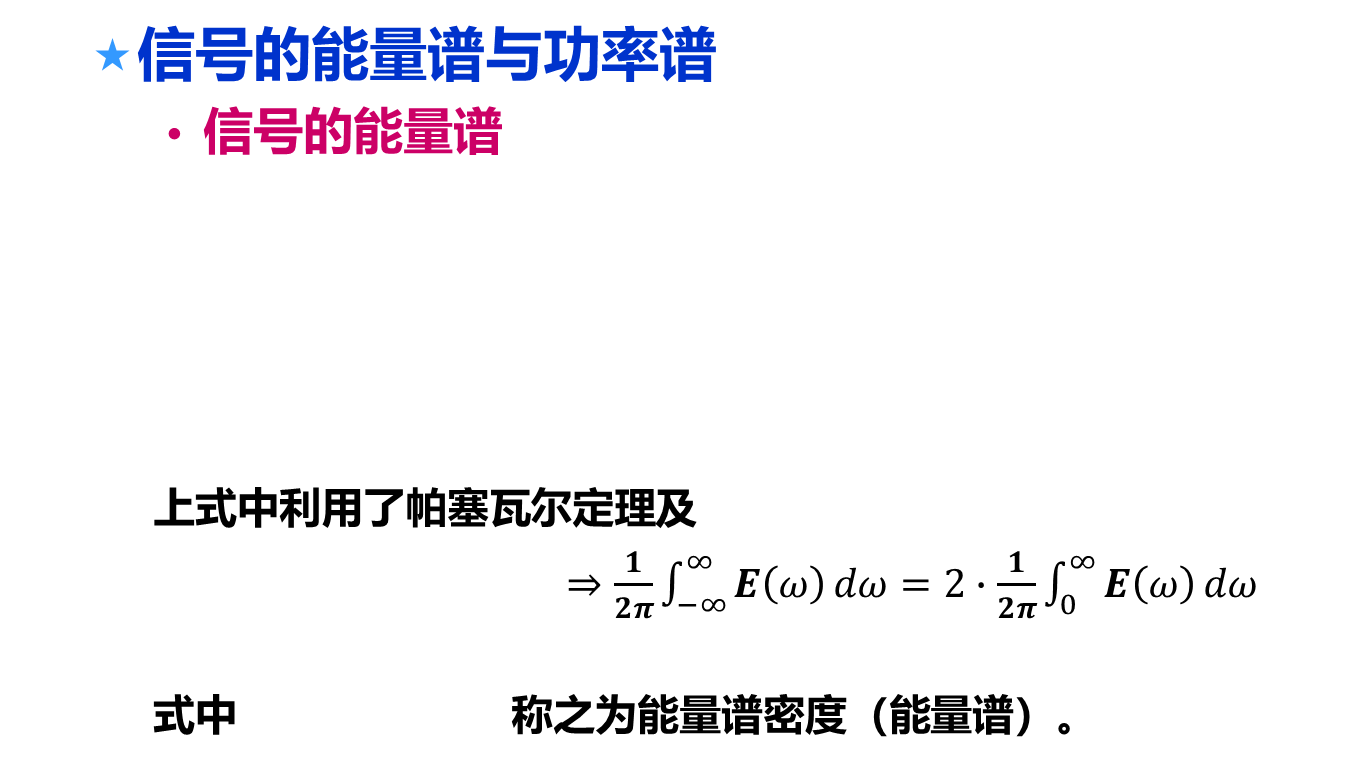 ★信号的能量谱与功率谱
• 信号的能量谱
上式中利用了帕塞瓦尔定理及
⇒ 1/2π ∫_{-∞}^{∞} E(ω) dω = 2 · 1/2π ∫_0^∞ E(ω) dω
式中 称之为能量谱密度（能量谱）。